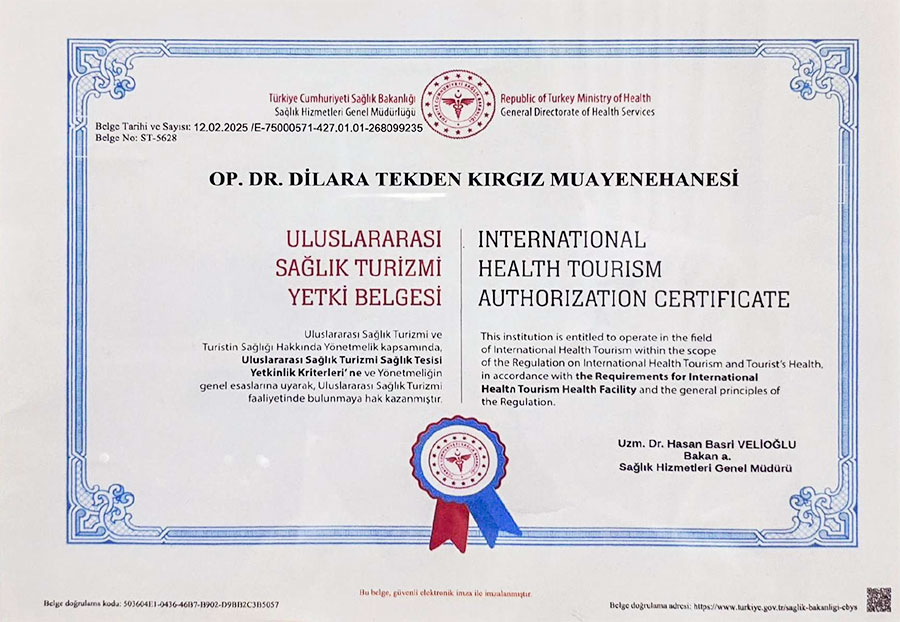 Türkiye Cumhuriyeti Sağlık Bakanlığı
Sağlık Hizmetleri Genel Müdürlüğü
Republic of Turkey Ministry of Health
General Directorate of Health Services
Belge Tarihi ve Sayısı: 12.02.2025 /E-75000571-427.01.01-268099235
Belge No: ST-5628
OP. DR. DİLARA TEKDEN KIRGIZ MUAYENEHANESİ
ULUSLARARASI
SAĞLIK TURİZMİ
YETKİ BELGESİ
INTERNATIONAL
HEALTH TOURISM
AUTHORIZATION CERTIFICATE
Uluslararası Sağlık Turizmi ve
Turistin Sağlığı Hakkında Yönetmelik kapsamında,
Uluslararası Sağlık Turizmi Sağlık Tesisi
Yetkinlik Kriterleri' ne ve Yönetmeliğin
genel esaslarına uyarak, Uluslararası Sağlık Turizmi
faaliyetinde bulunmaya hak kazanmıştır.
This institution is entitled to operate in the field
of International Health Tourism within the scope
of the Regulation on International Health Tourism and Tourist's Health,
in accordance with the Requirements for International
Health Tourism Health Facility and the general principles of
the Regulation.
Uzm. Dr. Hasan Basri VELİOĞLU
Bakan a.
Sağlık Hizmetleri Genel Müdürü
Bu belge, güvenli elektronik imza ile imzalanmıştır.
Belge doğrulama kodu: 503604E1-0436-46B7-B902-D9BB2C3B5057
Belge doğrulama adresi: https://www.turkiye.gov.tr/saglik-bakanligi-ebys